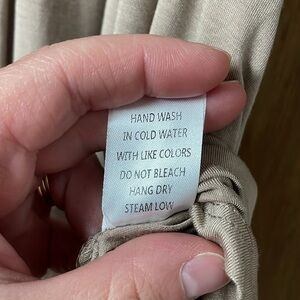 HAND WASH
IN COLD WATER
WITH LIKE COLORS
DO NOT BLEACH
HANG DRY
STEAM LOW